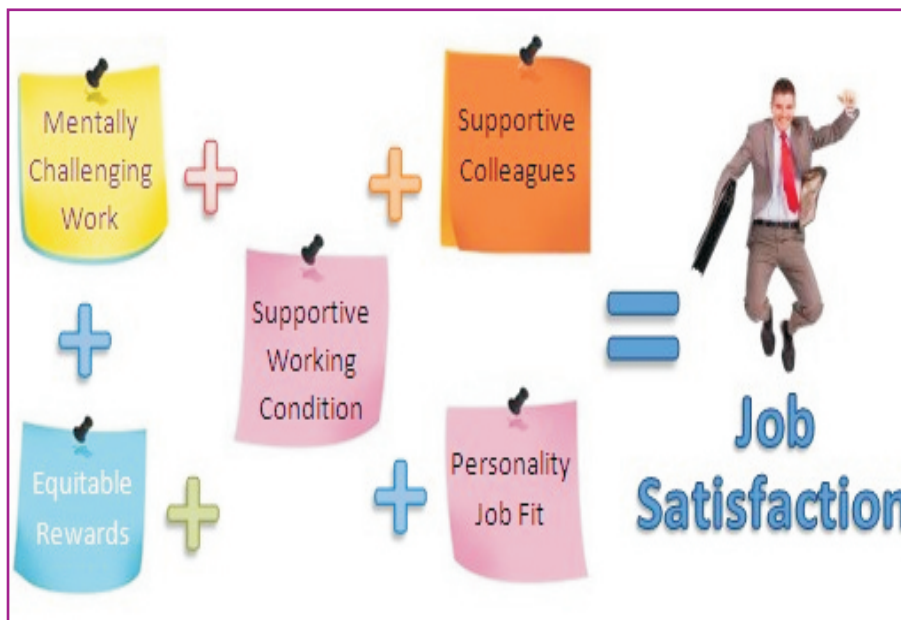 Mentally
Challenging
Work
+
+
Supportive
Colleagues
+
Supportive
Working
Condition
=
Equitable
Rewards
+
+
Personality
Job Fit
Job
Satisfaction